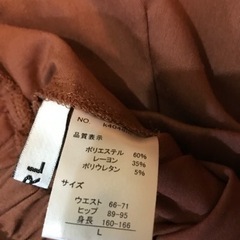 NO.
品質表示
ポリエステル 60%
レーヨン 35%
ポリウレタン 5%
サイズ
ウエスト 66-71
ヒップ 89-95
身長 160-166
L